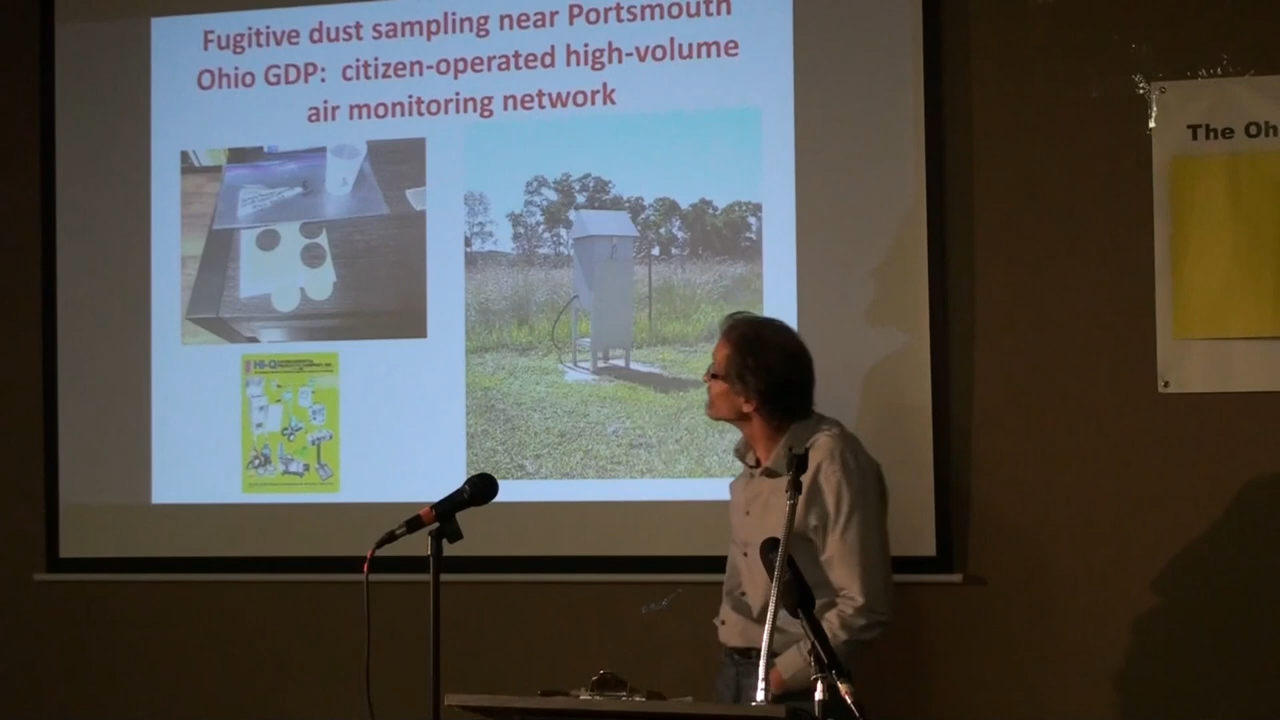 Fugitive dust sampling near Portsmouth
Ohio GDP: citizen-operated high-volume
air monitoring network
HI-Q
The Oh